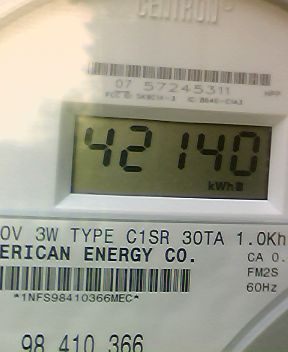 CENTRON
07 57245311
42140
kWh
0V 3W TYPE C1SR 30TA 1.0Kh
ERICAN ENERGY CO.
CA 0.
FM2S
60Hz
*1NFS98410366MEC*
98 410 366